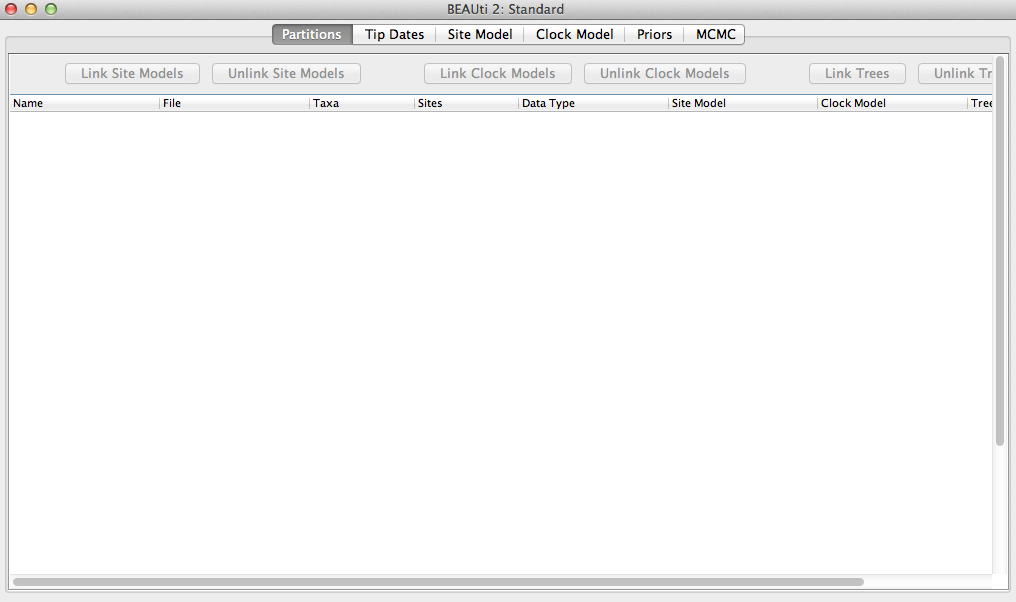 BEAUti 2: Standard
Partitions Tip Dates Site Model Clock Model Priors MCMC
Link Site Models Unlink Site Models Link Clock Models Unlink Clock Models Link Trees Unlink Tr
Name File Taxa Sites Data Type Site Model Clock Model Tree